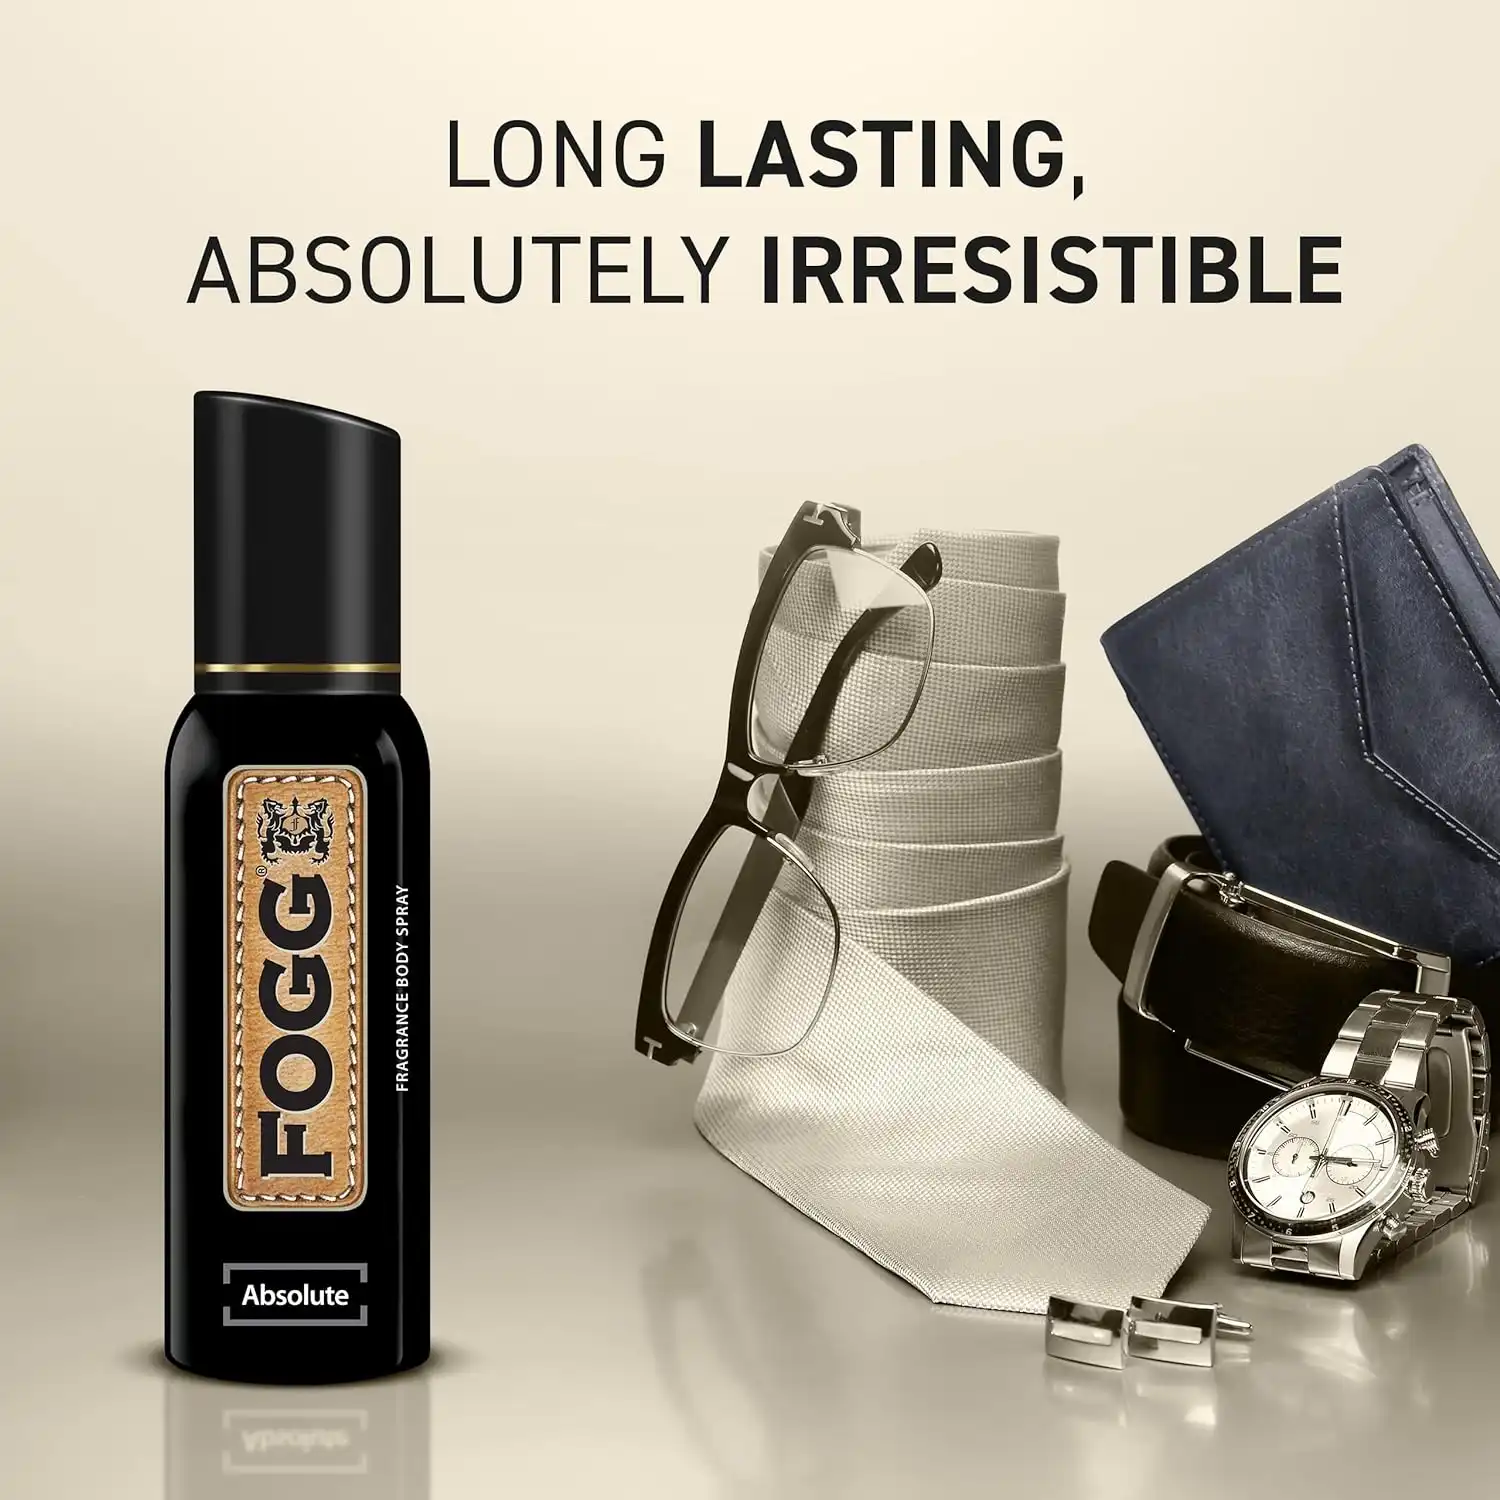 LONG LASTING,
ABSOLUTELY IRRESISTIBLE
FOGG®
FRAGRANCE BODY SPRAY
Absolute